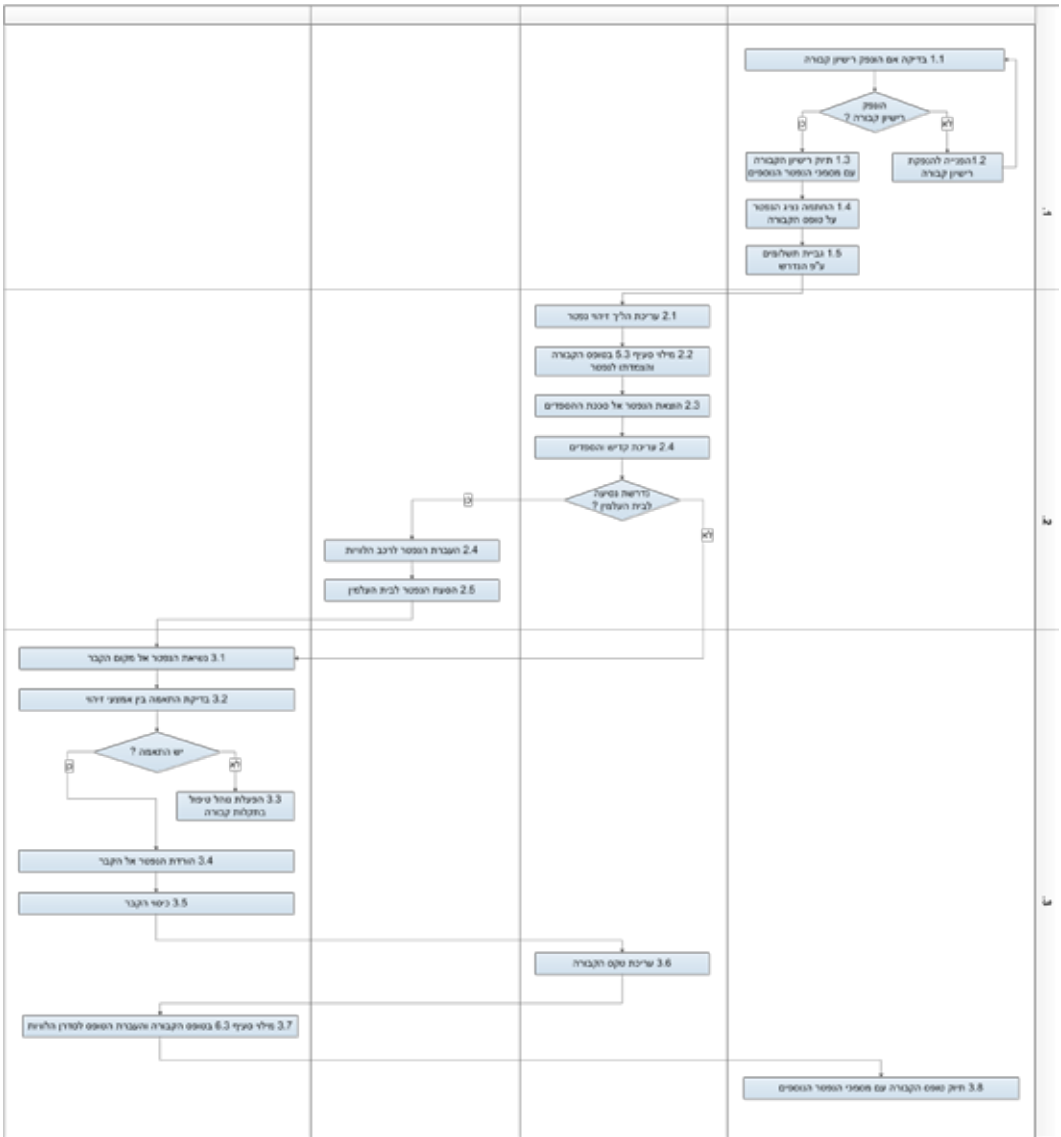 1.1 בדיקה אם הונפק רישיון קבורה
הונפק
רישיון קבורה ?
לא
כן
1.2 הפנייה להנפקת
רישיון קבורה
1.3 תיוק רישיון הקבורה
עם מסמכי הנפטר הנוספים
1.4 החתמה נציג הנפטר
על טופס הקבורה
1.5 גביית תשלומים
ע"פ הנדרש
1.
2.1 עריכת הליך זיהוי נפטר
2.2 מילוי סעיף 5.3 בטופס הקבורה
והצמדתו לנפטר
2.3 הוצאת הנפטר אל סככת ההספדים
2.4 עריכת קדיש והספדים
נדרשת נסיעה
לבית העלמין ?
כן
לא
2.
2.4 העברת הנפטר לרכב הלוויות
2.5 הסעת הנפטר לבית העלמין
3.1 נשיאת הנפטר אל מקום הקבר
3.2 בדיקת התאמה בין אמצעי זיהוי
יש התאמה ?
לא
כן
3.3 הפעלת נוהל טיפול
בתקלות קבורה
3.4 הורדת הנפטר אל הקבר
3.5 כיסוי הקבר
3.
3.6 עריכת טקס הקבורה
3.7 מילוי סעיף 6.3 בטופס הקבורה והעברת הטופס לסדרן הלוויות
3.8 תיוק טופס הקבורה עם מסמכי הנפטר הנוספים